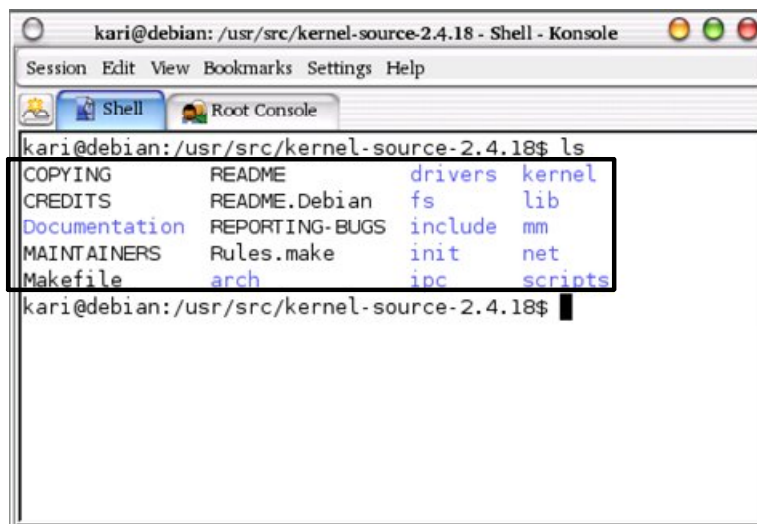 kari@debian: /usr/src/kernel-source-2.4.18 - Shell - Konsole
Session Edit View Bookmarks Settings Help
Shell Root Console
kari@debian:/usr/src/kernel-source-2.4.18$ ls
COPYING README drivers kernel
CREDITS README.Debian fs lib
Documentation REPORTING-BUGS include mm
MAINTAINERS Rules.make init net
Makefile arch ipc scripts
kari@debian:/usr/src/kernel-source-2.4.18$